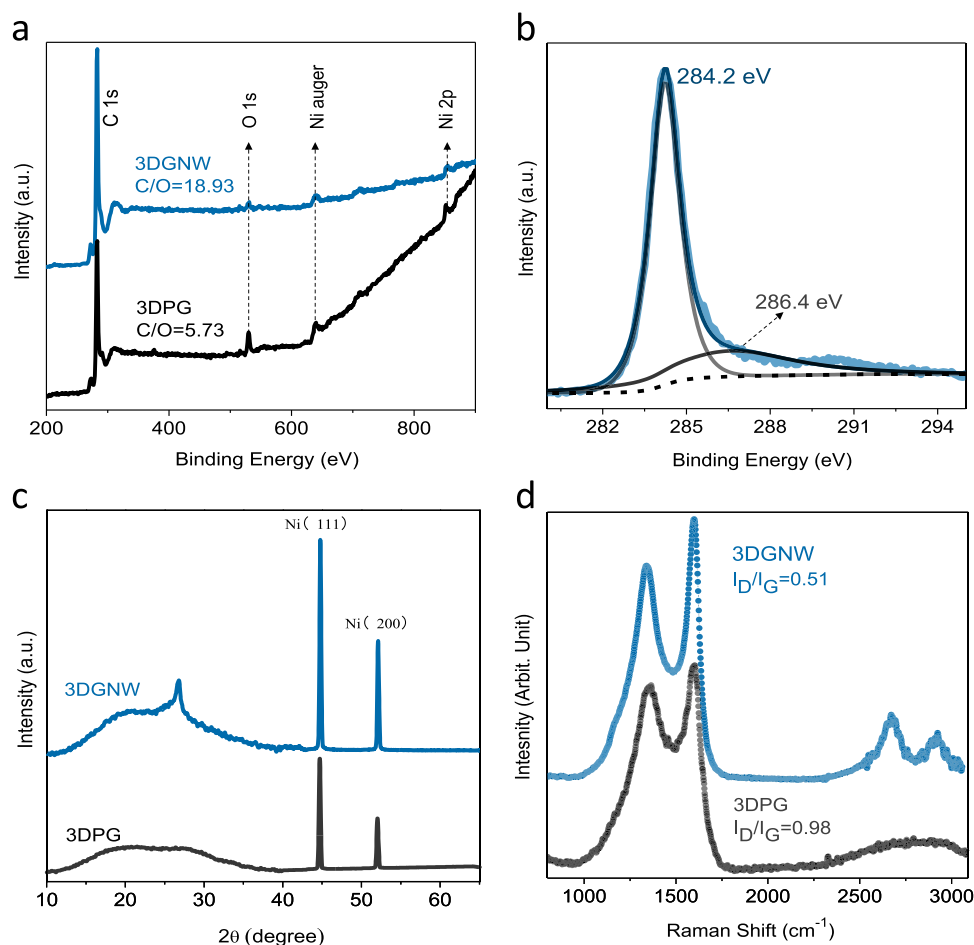 a
C 1s
O 1s
Ni auger
Ni 2p
3DGNW
C/O=18.93
3DPG
C/O=5.73
Intensity (a.u.)
200 400 600 800
Binding Energy (eV)
b
284.2 eV
286.4 eV
Intensity (a.u.)
282 285 288 291 294
Binding Energy (eV)
c
Ni( 111)
Ni( 200)
3DGNW
3DPG
Intensity (a.u.)
10 20 30 40 50 60
2θ (degree)
d
3DGNW
I_D/I_G=0.51
3DPG
I_D/I_G=0.98
Intesnity (Arbit. Unit)
1000 1500 2000 2500 3000
Raman Shift (cm⁻¹)